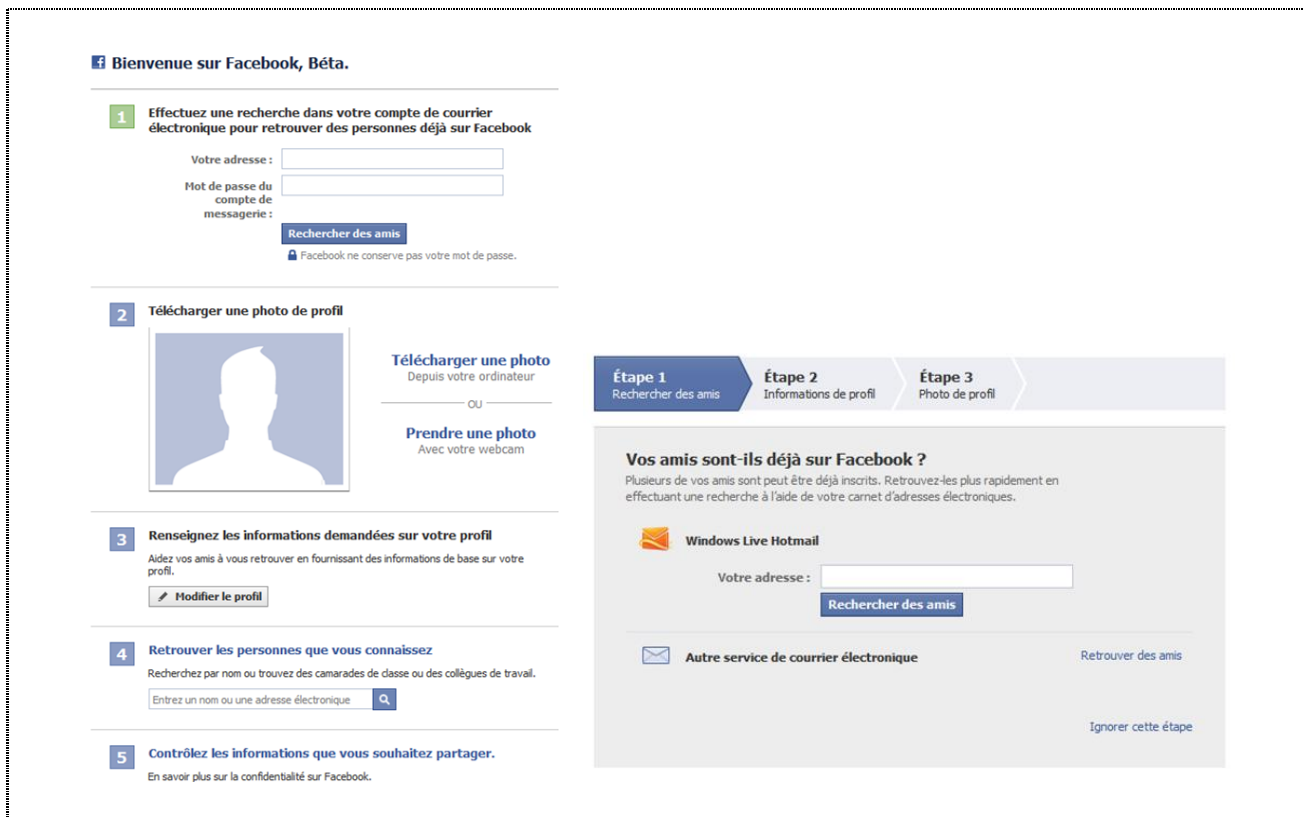 Bienvenue sur Facebook, Béta.
1
Effectuez une recherche dans votre compte de courrier
électronique pour retrouver des personnes déjà sur Facebook
Votre adresse :
Mot de passe du
compte de
messagerie :
Rechercher des amis
Facebook ne conserve pas votre mot de passe.
2
Télécharger une photo de profil
Télécharger une photo
Depuis votre ordinateur
OU
Prendre une photo
Avec votre webcam
3
Renseignez les informations demandées sur votre profil
Aidez vos amis à vous retrouver en fournissant des informations de base sur votre
profil.
Modifier le profil
4
Retrouver les personnes que vous connaissez
Recherchez par nom ou trouvez des camarades de classe ou des collègues de travail.
Entrez un nom ou une adresse électronique
5
Contrôlez les informations que vous souhaitez partager.
En savoir plus sur la confidentialité sur Facebook.
Étape 1
Rechercher des amis
Étape 2
Informations de profil
Étape 3
Photo de profil
Vos amis sont-ils déjà sur Facebook ?
Plusieurs de vos amis sont peut être déjà inscrits. Retrouvez-les plus rapidement en
effectuant une recherche à l'aide de votre carnet d'adresses électroniques.
Windows Live Hotmail
Votre adresse :
Rechercher des amis
Autre service de courrier électronique
Retrouver des amis
Ignorer cette étape